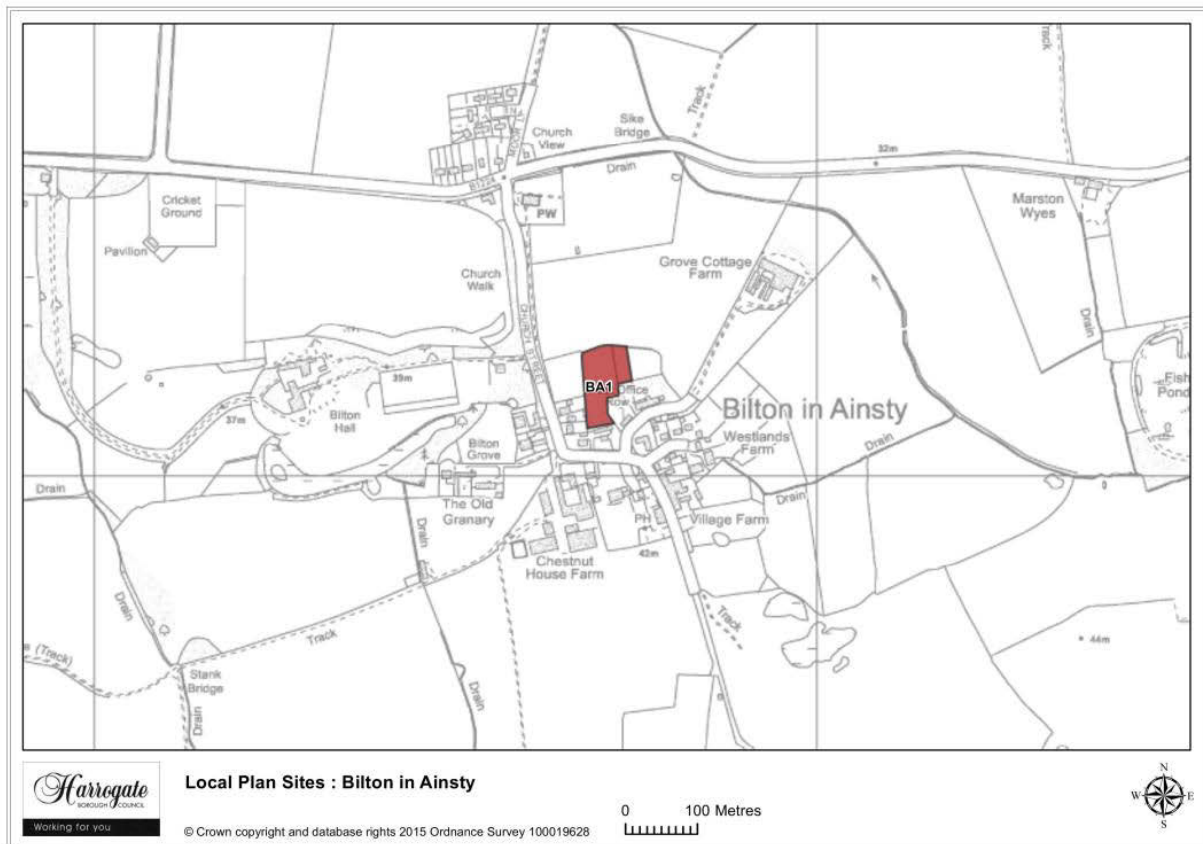 Track
Track
MOOR L
Church
View
Sike
Bridge
Drain
32m
B1224
Cricket
Ground
PW
Marston
Wyes
Pavilion
Grove Cottage
Farm
Church
Walk
Drain
CHURCH STREET
39m
BA1
Office
Row
Fish
Pond
Bilton in Ainsty
37m
Bilton
Hall
Bilton
Grove
Westlands
Farm
Drain
Drain
Drain
The Old
Granary
PH
Village Farm
Drain
42m
Chestnut
House Farm
Drain
Track
Track
44m
(Track)
Stank
Bridge
Drain
Drain
Harrogate
BOROUGH COUNCIL
Working for you
Local Plan Sites : Bilton in Ainsty
© Crown copyright and database rights 2015 Ordnance Survey 100019628
0 100 Metres
N
W E
S